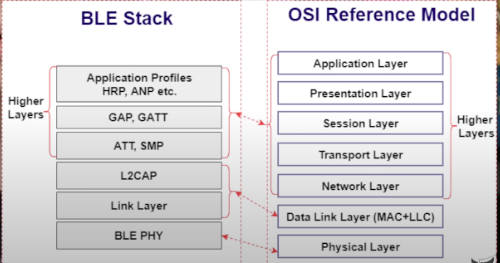 BLE Stack
OSI Reference Model
Higher
Layers
Application Profiles
HRP, ANP etc.
GAP, GATT
ATT, SMP
L2CAP
Link Layer
BLE PHY
Application Layer
Presentation Layer
Session Layer
Transport Layer
Network Layer
Data Link Layer (MAC+LLC)
Physical Layer
Higher
Layers